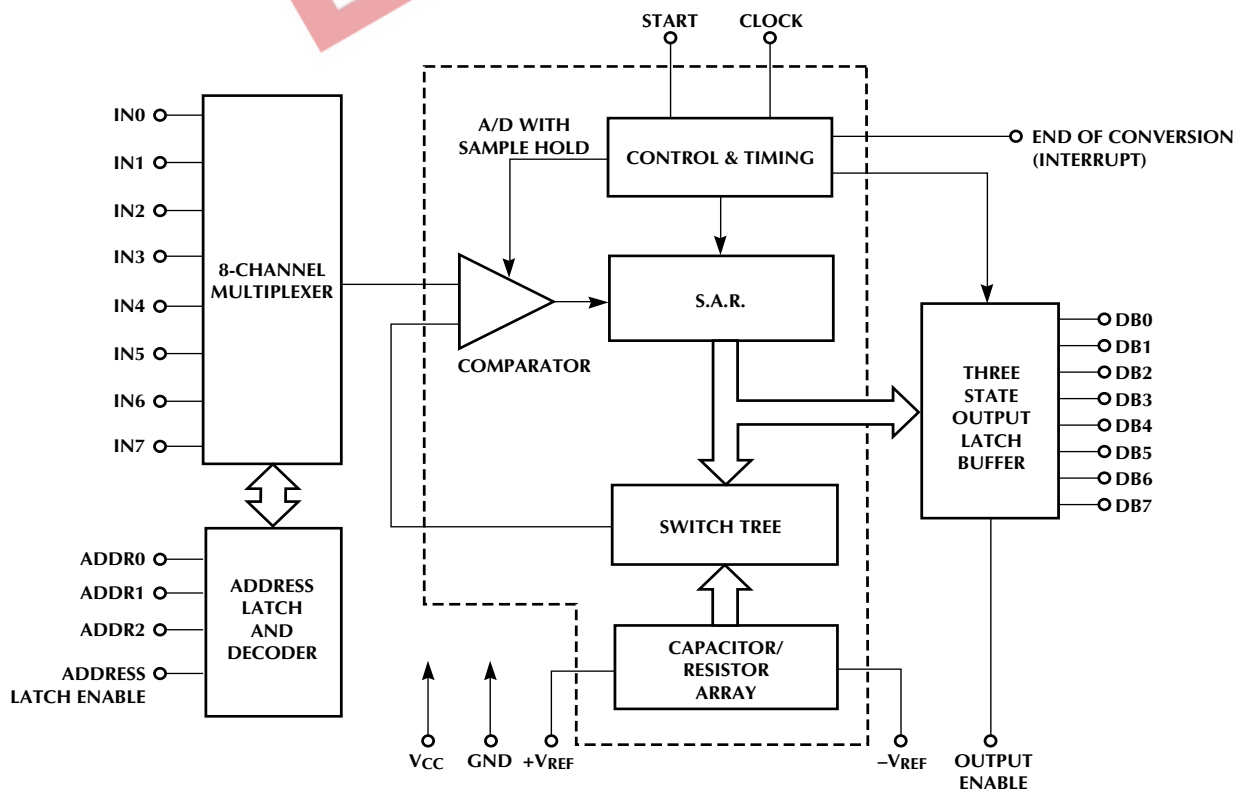 START
CLOCK
IN0
IN1
IN2
IN3
IN4
IN5
IN6
IN7
8-CHANNEL
MULTIPLEXER
A/D WITH
SAMPLE HOLD
CONTROL & TIMING
END OF CONVERSION
(INTERRUPT)
S.A.R.
COMPARATOR
THREE
STATE
OUTPUT
LATCH
BUFFER
DB0
DB1
DB2
DB3
DB4
DB5
DB6
DB7
SWITCH TREE
ADDR0
ADDR1
ADDR2
ADDRESS
LATCH ENABLE
ADDRESS
LATCH
AND
DECODER
CAPACITOR/
RESISTOR
ARRAY
VCC
GND
+VREF
–VREF
OUTPUT
ENABLE